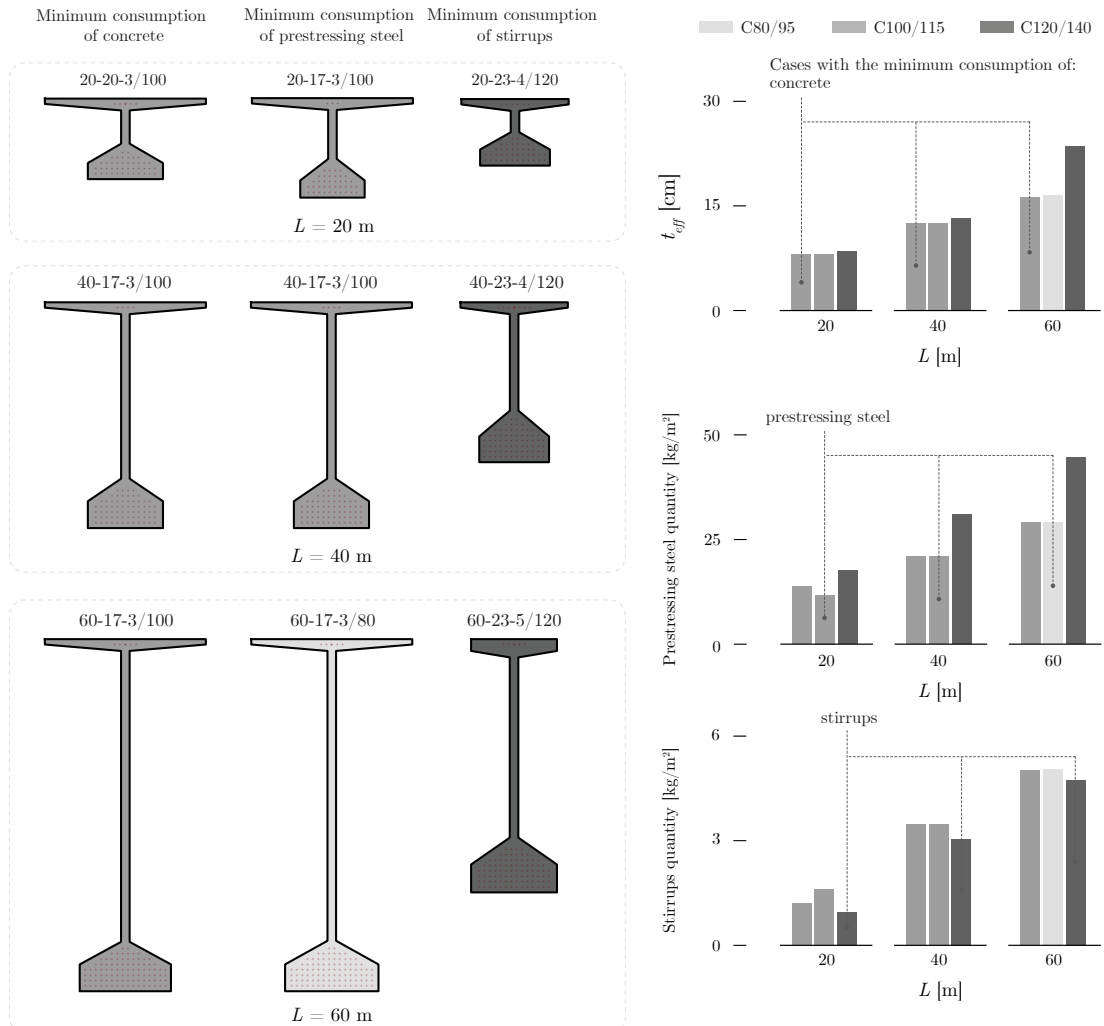 Minimum consumption
of concrete
Minimum consumption
of prestressing steel
Minimum consumption
of stirrups
20-20-3/100
20-17-3/100
20-23-4/120
L = 20 m
40-17-3/100
40-17-3/100
40-23-4/120
L = 40 m
60-17-3/100
60-17-3/80
60-23-5/120
L = 60 m
C80/95
C100/115
C120/140
Cases with the minimum consumption of:
concrete
t_eff [cm]
30
15
0
20
40
60
L [m]
prestressing steel
Prestressing steel quantity [kg/m²]
50
25
0
20
40
60
L [m]
stirrups
Stirrups quantity [kg/m²]
6
3
0
20
40
60
L [m]